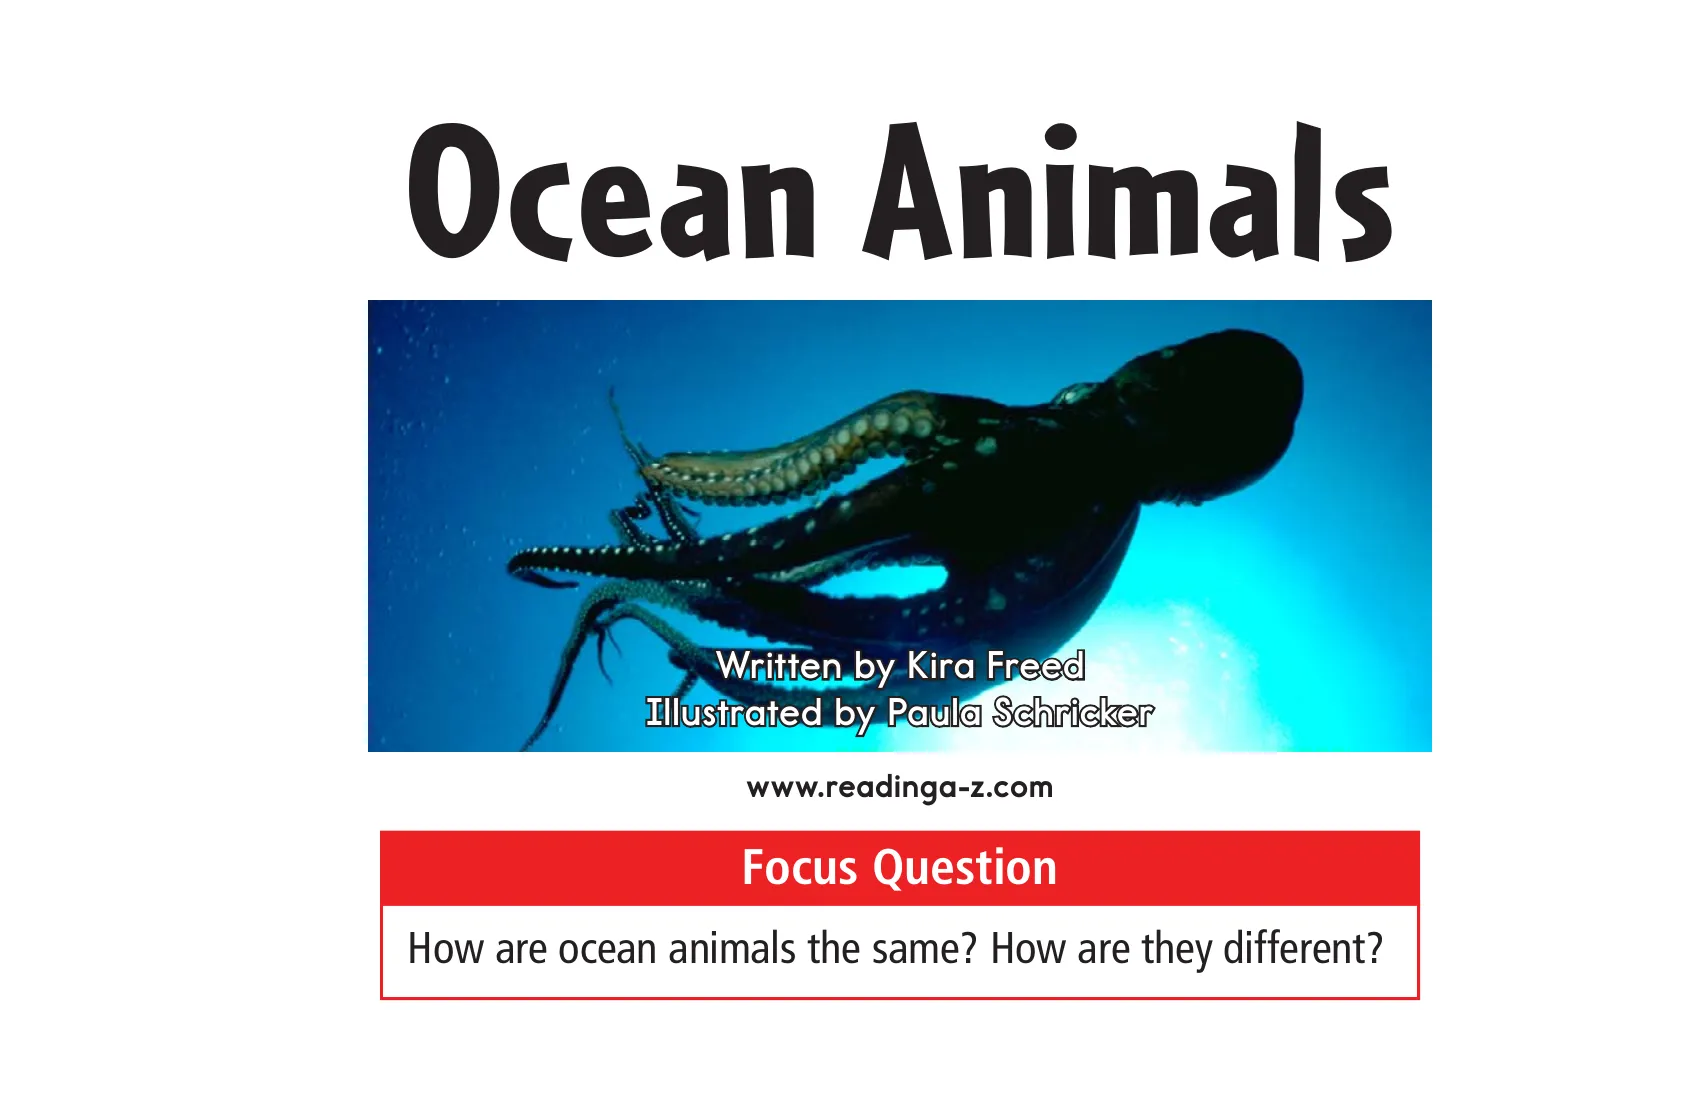 Ocean Animals
Written by Kira Freed
Illustrated by Paula Schricker
www.readinga-z.com
Focus Question
How are ocean animals the same? How are they different?